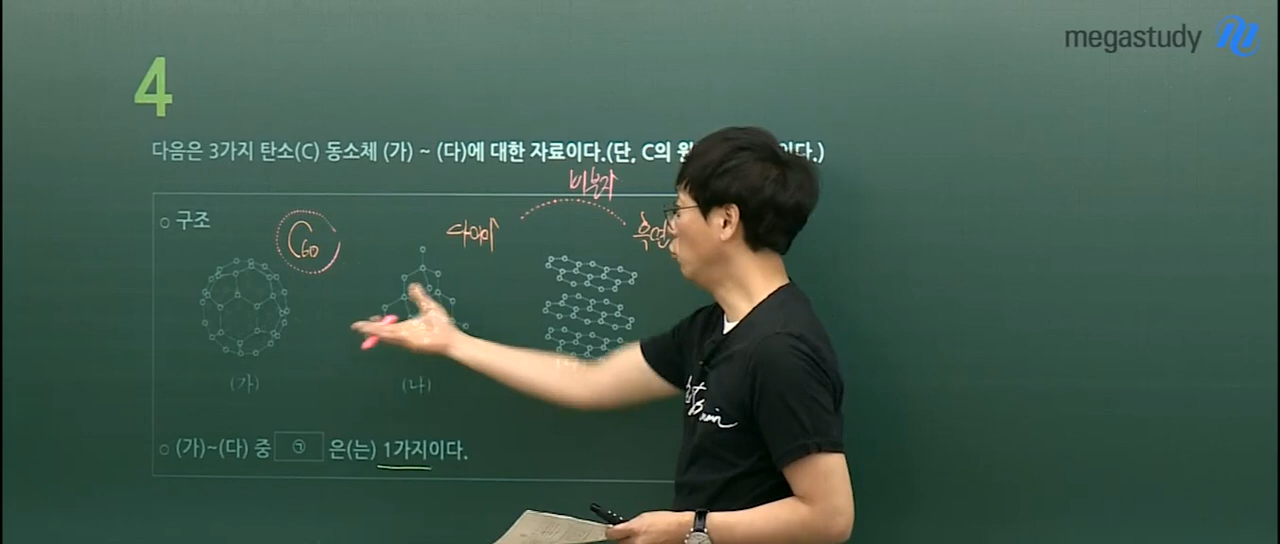 megastudy
4
다음은 3가지 탄소(C) 동소체 (가) ~ (다)에 대한 자료이다.(단, C의 이다.)
비분자
○ 구조
C60
다이아
흑연
(가)
(나)
○ (가)~(다) 중 ㉠ 은(는) 1가지이다.